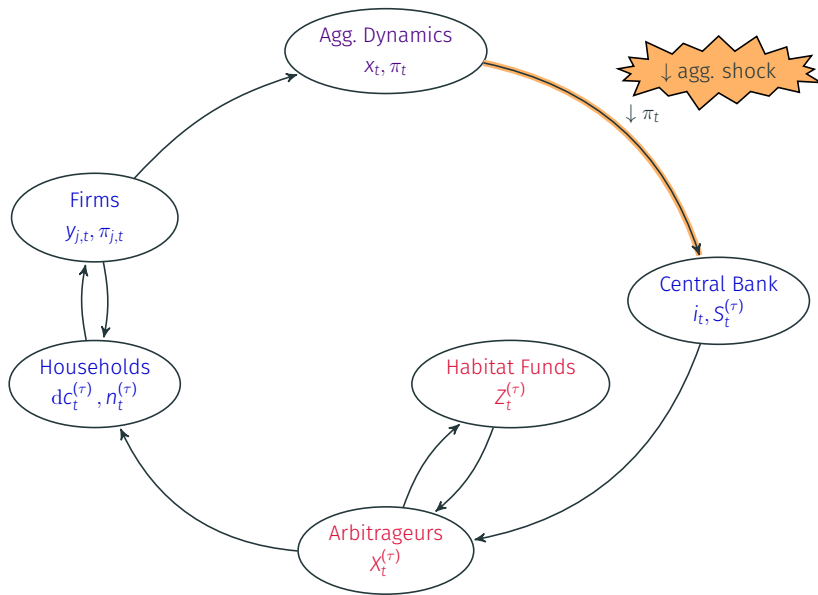 Agg. Dynamics
x_t, π_t
↓ agg. shock
↓ π_t
Firms
y_{j,t}, π_{j,t}
Central Bank
i_t, S_t^{(τ)}
Households
dc_t^{(τ)}, n_t^{(τ)}
Habitat Funds
Z_t^{(τ)}
Arbitrageurs
X_t^{(τ)}